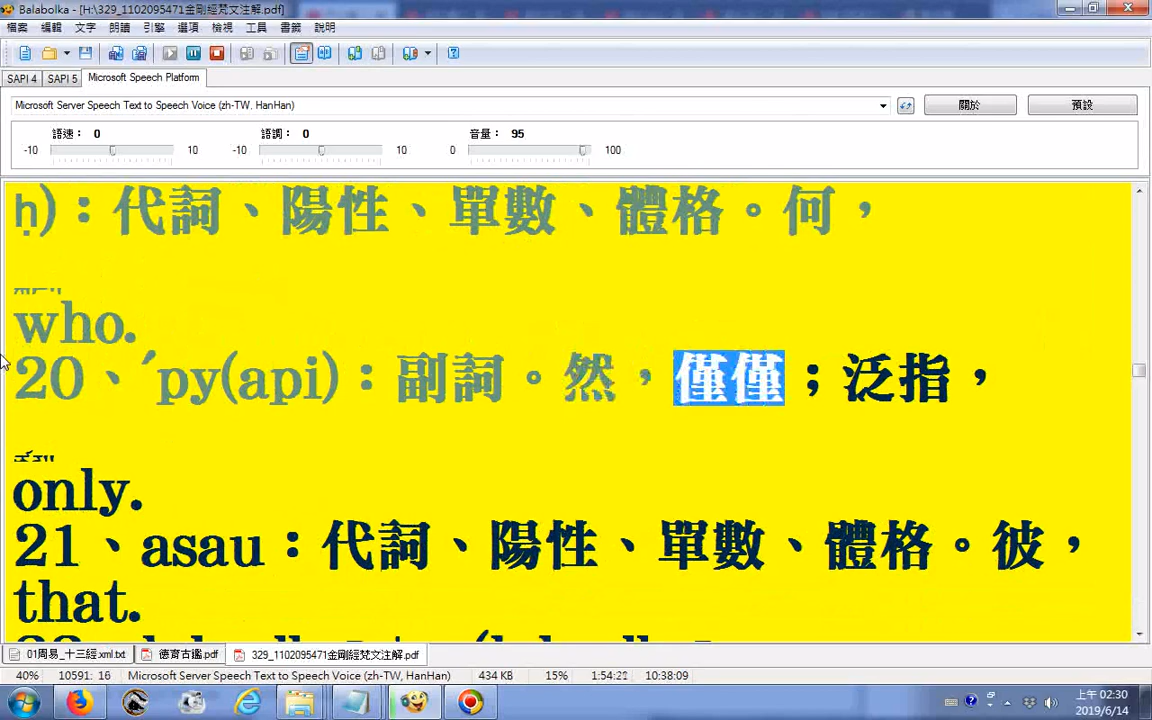 Balabolka - [H:\329_1102095471金剛經梵文注解.pdf]
檔案 編輯 文字 朗讀 引擎 選項 檢視 工具 書籤 說明
SAPI 4 SAPI 5 Microsoft Speech Platform
Microsoft Server Speech Text to Speech Voice (zh-TW, HanHan) 關於 預設
語速： 0 語調： 0 音量： 95
-10 10 -10 10 0 100
ḥ)：代詞、陽性、單數、體格。何，
who.
20、´py(api)：副詞。然，僅僅；泛指，
only.
21、asau：代詞、陽性、單數、體格。彼，
that.
01周易_十三經.xml.txt 德育古鑑.pdf 329_1102095471金剛經梵文注解.pdf
40% 10591: 16 Microsoft Server Speech Text to Speech Voice (zh-TW, HanHan) 434 KB 15% 1:54:21 10:38:09
上午 02:30
2019/6/14